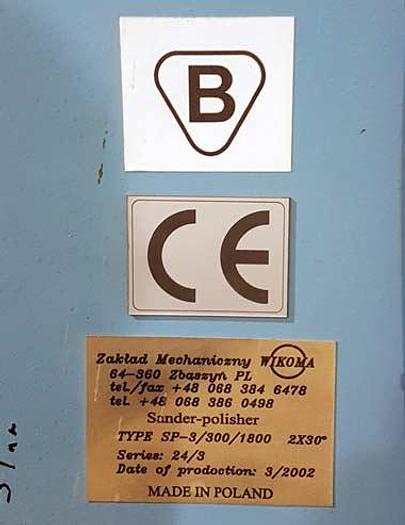 B
CE
Zakład Mechaniczny WIKOMA
64-360 Zbąszyń PL
tel./fax +48 068 384 6478
tel. +48 068 386 0498
Sander-polisher
TYPE SP-3/300/1800 2X30°
Series: 24/3
Date of production: 3/2002
MADE IN POLAND